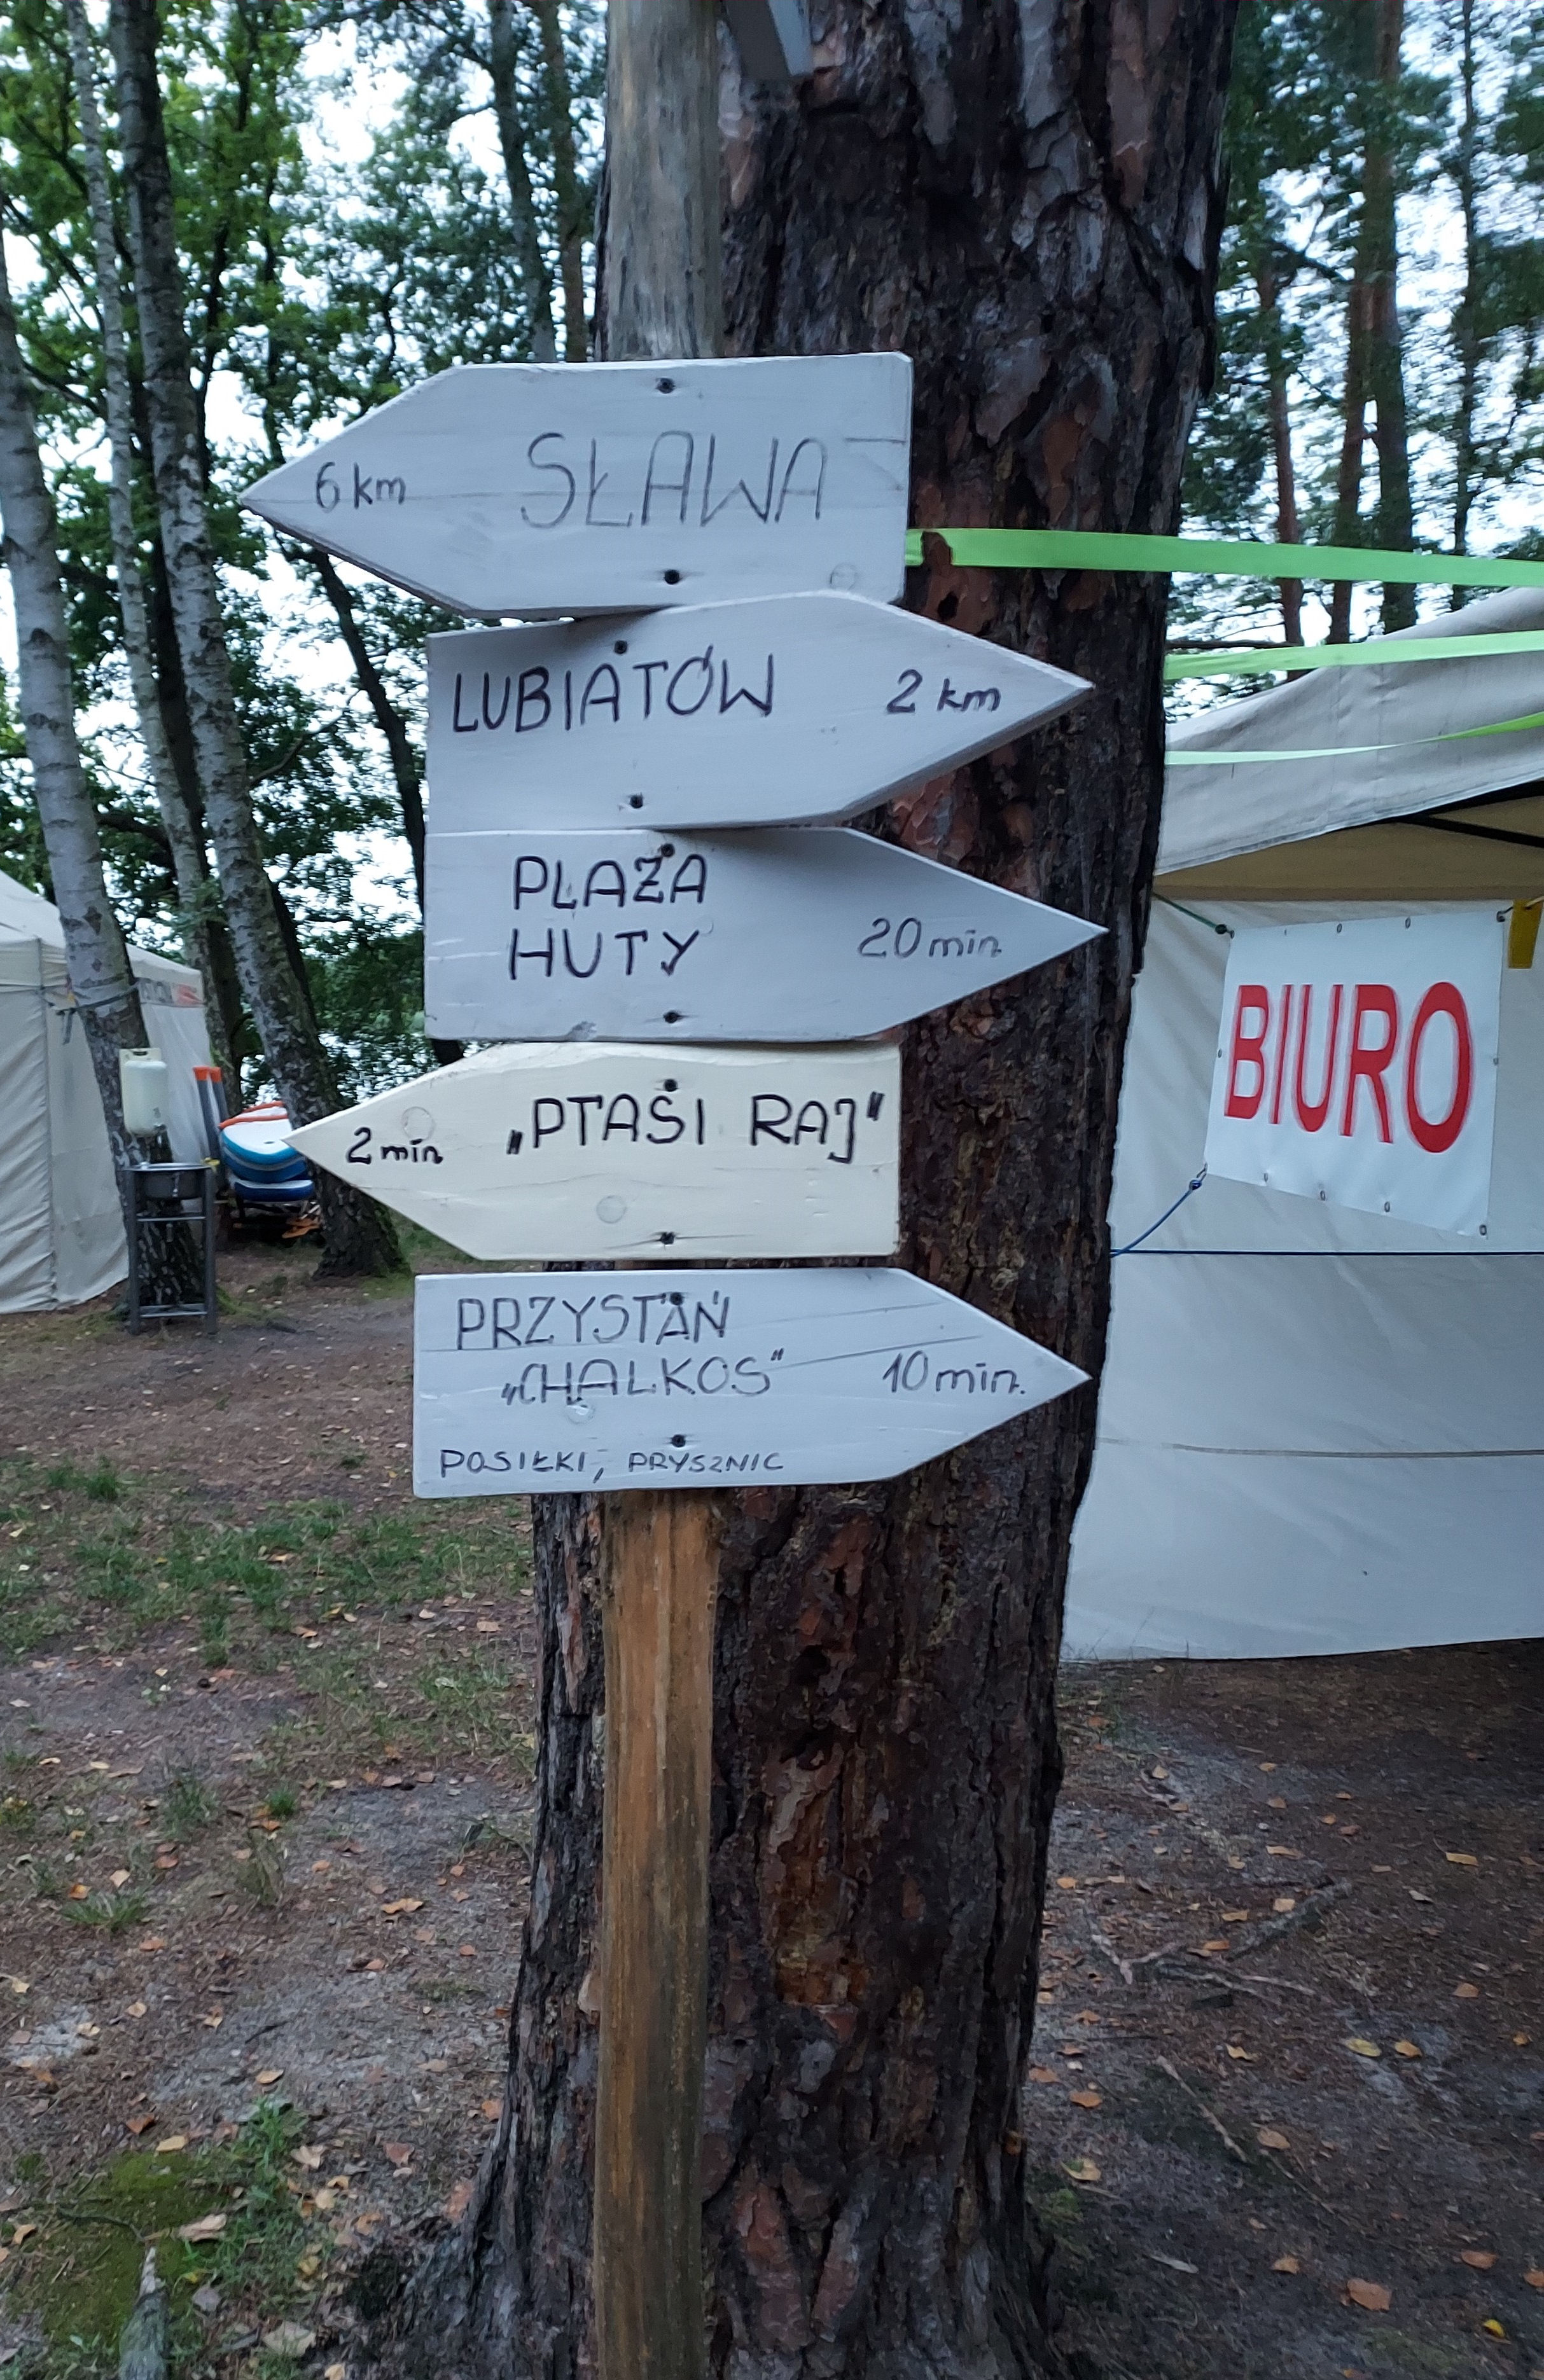 6 km SŁAWA
LUBIATÓW 2 km
PLAŻA
HUTY 20 min.
2 min. „PTASI RAJ"
PRZYSTAŃ
„CHALKOS" 10 min.
POSIŁKI, PRYSZNIC
BIURO